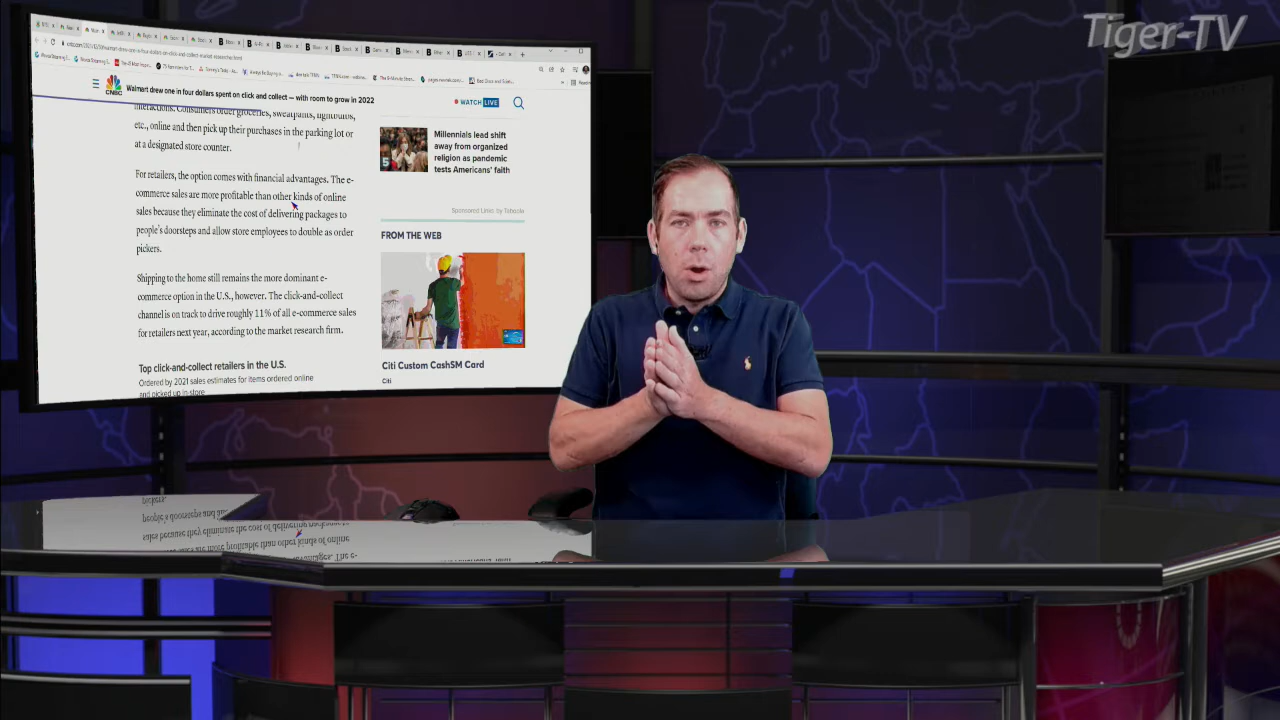 Tiger-TV
CNBC
Walmart drew one in four dollars spent on click and collect — with room to grow in 2022
WATCH LIVE
interactions. Consumers order groceries, sweatpants, lightbulbs,
etc., online and then pick up their purchases in the parking lot or
at a designated store counter.
For retailers, the option comes with financial advantages. The e-
commerce sales are more profitable than other kinds of online
sales because they eliminate the cost of delivering packages to
people's doorsteps and allow store employees to double as order
pickers.
Shipping to the home still remains the more dominant e-
commerce option in the U.S., however. The click-and-collect
channel is on track to drive roughly 11% of all e-commerce sales
for retailers next year, according to the market research firm.
Top click-and-collect retailers in the U.S.
Ordered by 2021 sales estimates for items ordered online
and picked up in-store
5
Millennials lead shift
away from organized
religion as pandemic
tests Americans' faith
Sponsored Links by Taboola
FROM THE WEB
Citi Custom CashSM Card
Citi